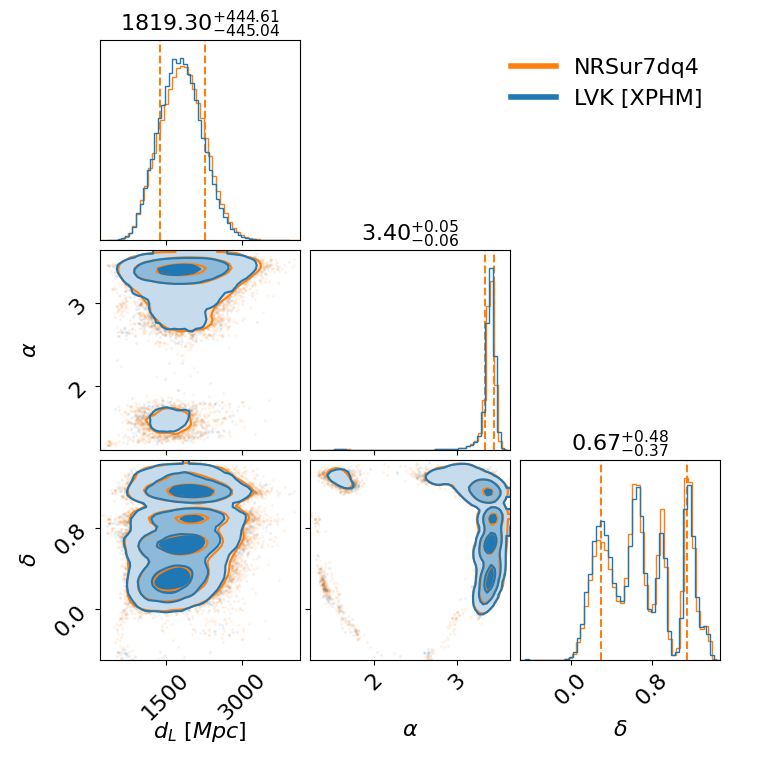 1819.30+444.61−445.04
NRSur7dq4
LVK [XPHM]
3.40+0.05−0.06
3
2
α
0.67+0.48−0.37
0.8
0.0
δ
1500
3000
2
3
0.0
0.8
d_L [Mpc]
α
δ